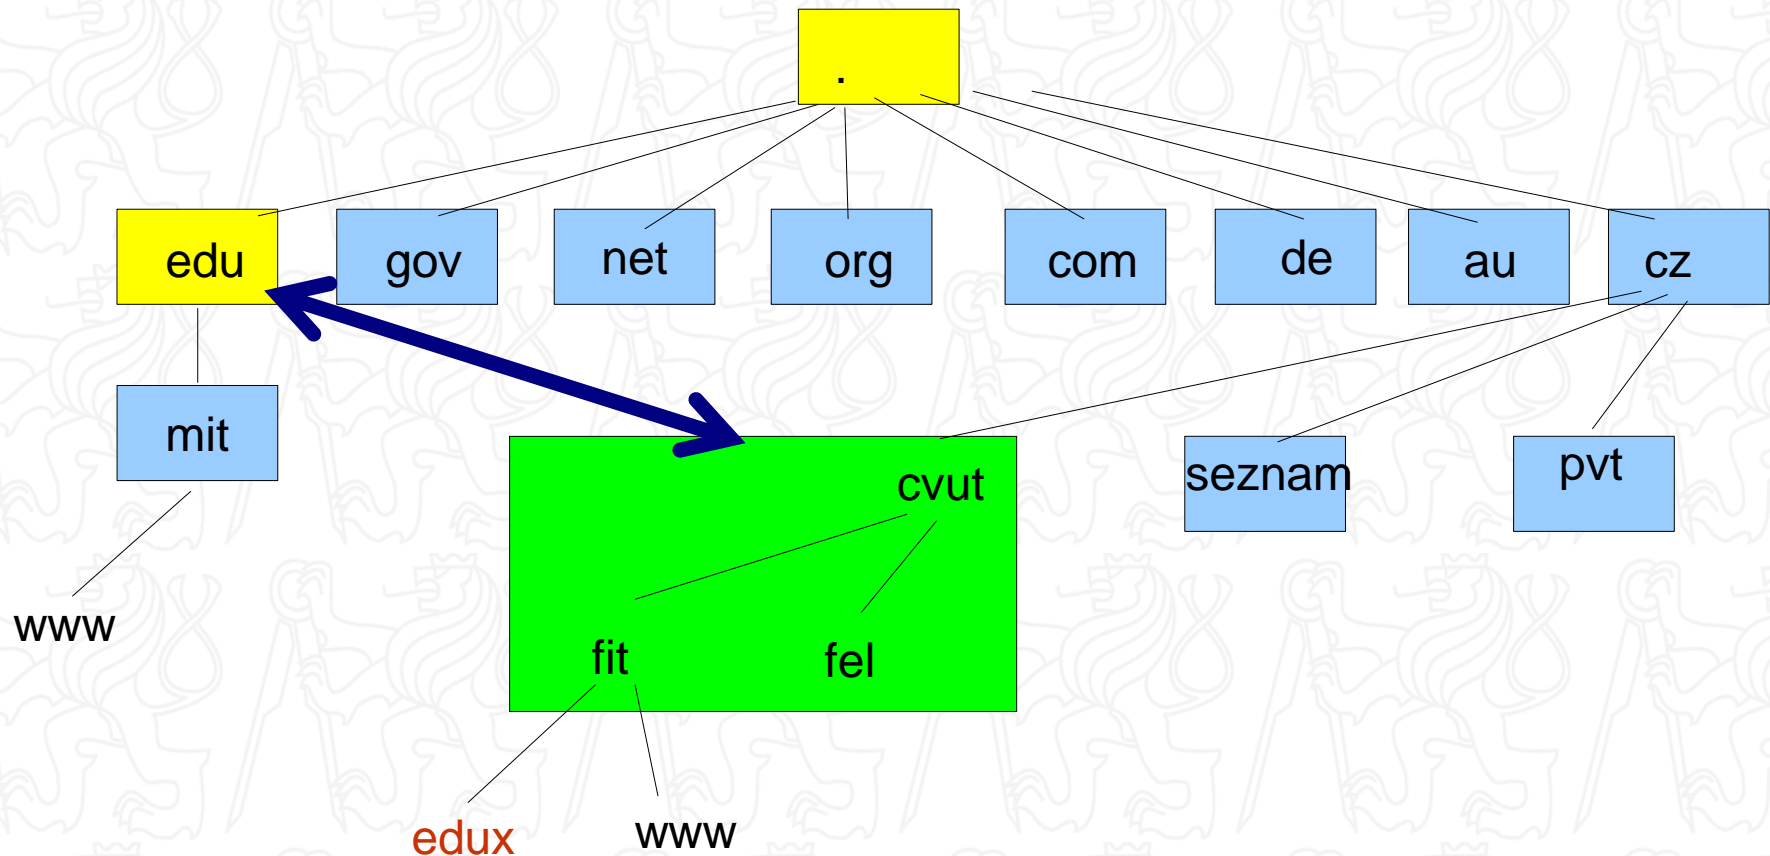 .
edu
gov
net
org
com
de
au
cz
mit
cvut
seznam
pvt
www
fit
fel
edux
www